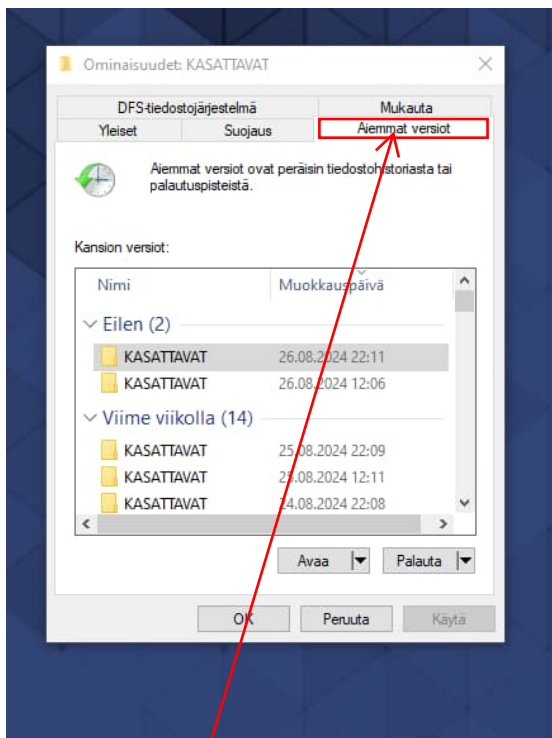 Ominaisuudet: KASATTAVAT
DFS-tiedostojärjestelmä Mukauta
Yleiset Suojaus Aiemmat versiot
Aiemmat versiot ovat peräisin tiedostohistoriasta tai
palautuspisteistä.
Kansion versiot:
Nimi Muokkauspäivä
Eilen (2)
KASATTAVAT 26.08.2024 22:11
KASATTAVAT 26.08.2024 12:06
Viime viikolla (14)
KASATTAVAT 25.08.2024 22:09
KASATTAVAT 25.08.2024 12:11
KASATTAVAT 24.08.2024 22:08
Avaa Palauta
OK Peruuta Käytä